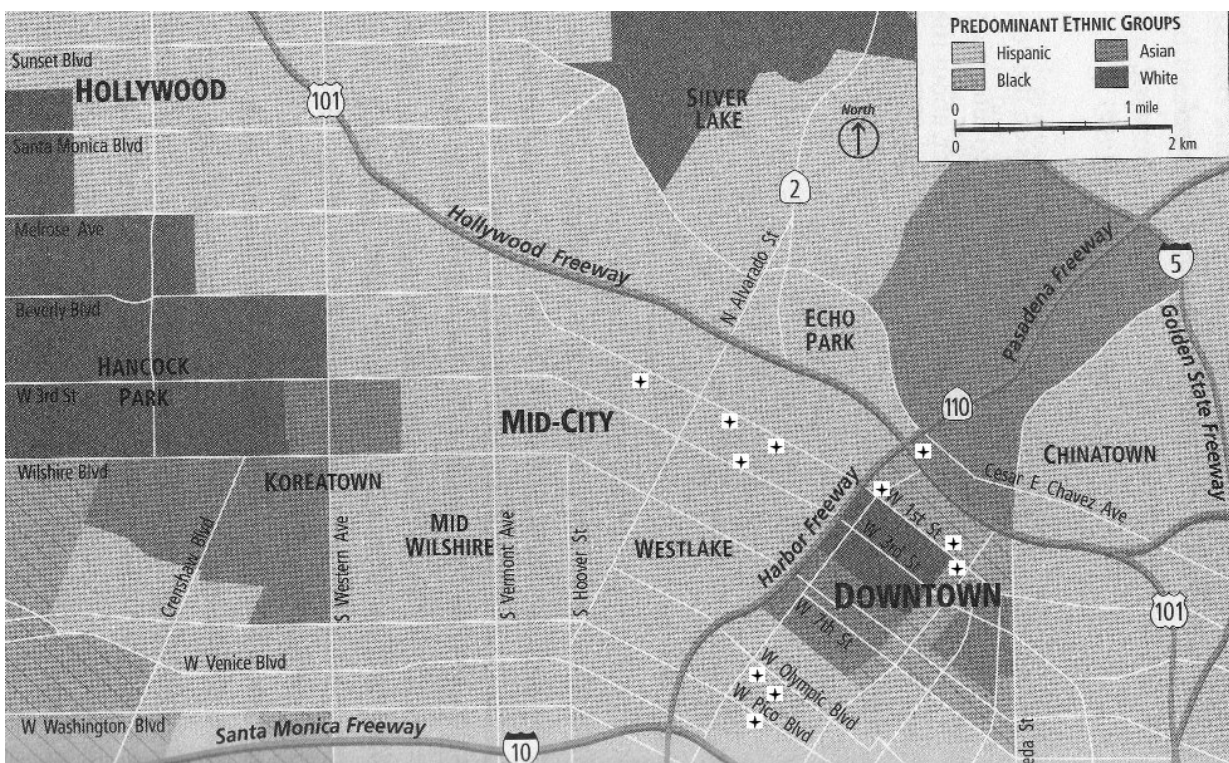 PREDOMINANT ETHNIC GROUPS
Hispanic
Asian
Black
White
0
1 mile
0
2 km
North
Sunset Blvd
HOLLYWOOD
101
Santa Monica Blvd
SILVER
LAKE
2
Melrose Ave
Hollywood Freeway
N Alvarado St
Pasadena Freeway
5
Golden State Freeway
Beverly Blvd
ECHO
PARK
HANCOCK
PARK
W 3rd St
MID-CITY
110
Wilshire Blvd
KOREATOWN
CHINATOWN
Cesar E Chavez Ave
Crenshaw Blvd
S Western Ave
MID
WILSHIRE
S Vermont Ave
S Hoover St
WESTLAKE
Harbor Freeway
W 1st St
W 3rd St
DOWNTOWN
W 7th St
101
W Venice Blvd
W Olympic Blvd
W Pico Blvd
W Washington Blvd
Santa Monica Freeway
10
eda St